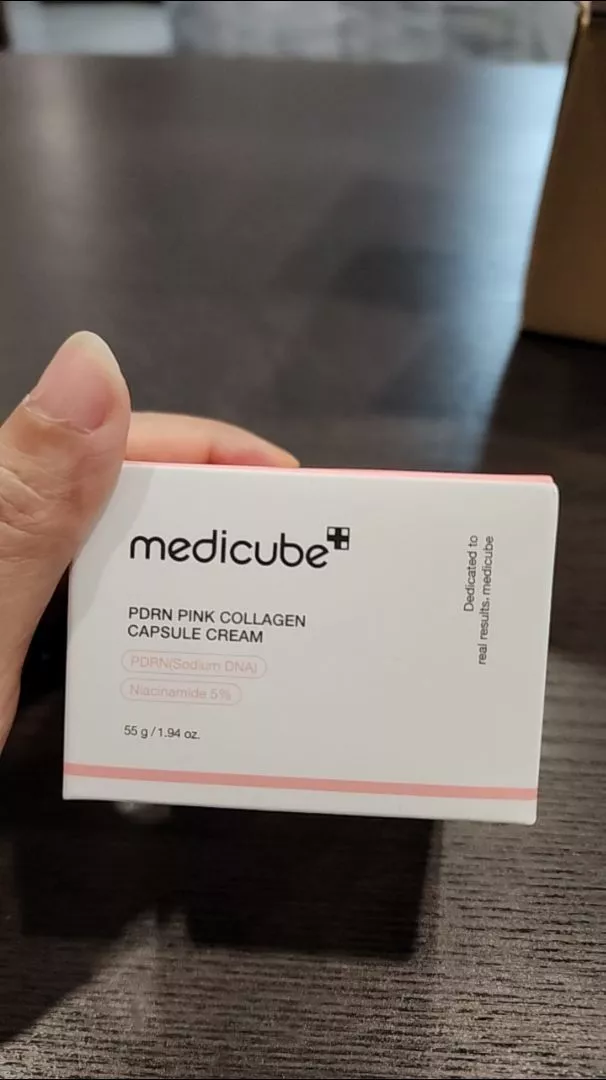 medicube
PDRN PINK COLLAGEN
CAPSULE CREAM
PDRN(Sodium DNA)
Niacinamide 5%
55 g / 1.94 oz.
Dedicated to
real results, medicube